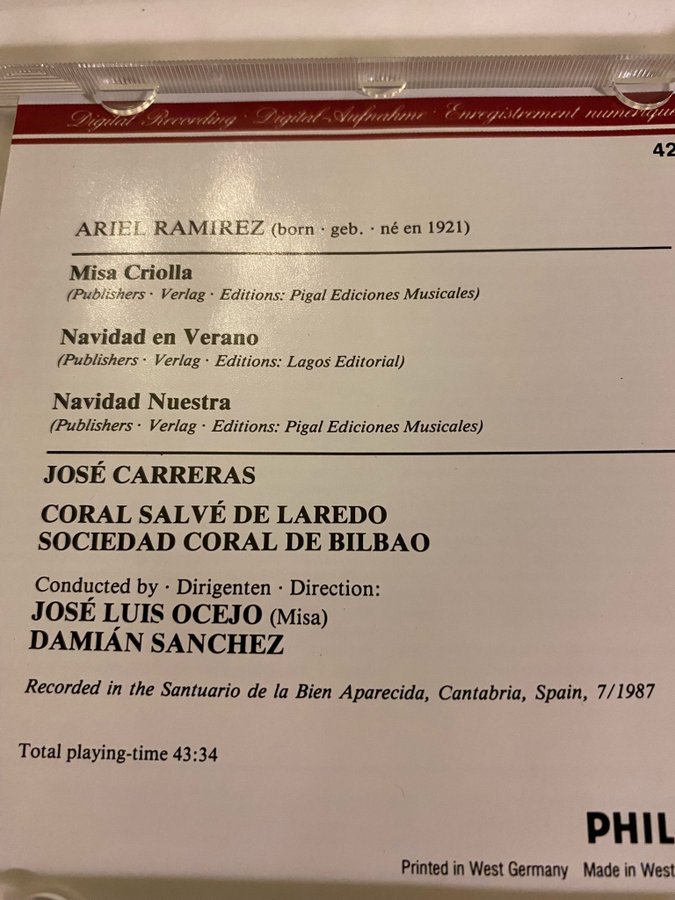 Digital Recording · Digital-Aufnahme · Enregistrement numérique
42
ARIEL RAMIREZ (born · geb. · né en 1921)
Misa Criolla
(Publishers · Verlag · Editions: Pigal Ediciones Musicales)
Navidad en Verano
(Publishers · Verlag · Editions: Lagos Editorial)
Navidad Nuestra
(Publishers · Verlag · Editions: Pigal Ediciones Musicales)
JOSÉ CARRERAS
CORAL SALVÉ DE LAREDO
SOCIEDAD CORAL DE BILBAO
Conducted by · Dirigenten · Direction:
JOSÉ LUIS OCEJO (Misa)
DAMIÁN SANCHEZ
Recorded in the Santuario de la Bien Aparecida, Cantabria, Spain, 7/1987
Total playing-time 43:34
PHIL
Printed in West Germany Made in West